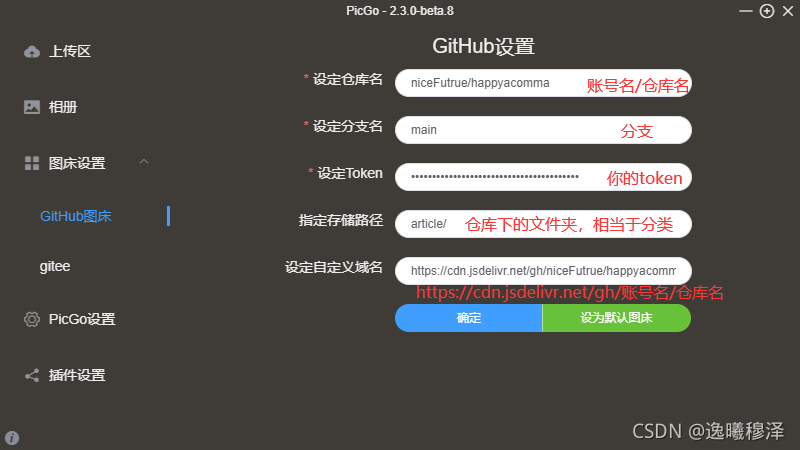 PicGo - 2.3.0-beta.8
上传区
相册
图床设置
GitHub图床
gitee
PicGo设置
插件设置
GitHub设置
* 设定仓库名 niceFutrue/happyacomma 账号名/仓库名
* 设定分支名 main 分支
* 设定Token •••••••••••••••••••••••••••••••••••••••• 你的token
指定存储路径 article/ 仓库下的文件夹，相当于分类
设定自定义域名 https://cdn.jsdelivr.net/gh/niceFutrue/happyacomm
https://cdn.jsdelivr.net/gh/账号名/仓库名
确定 设为默认图床
CSDN @逸曦穆泽